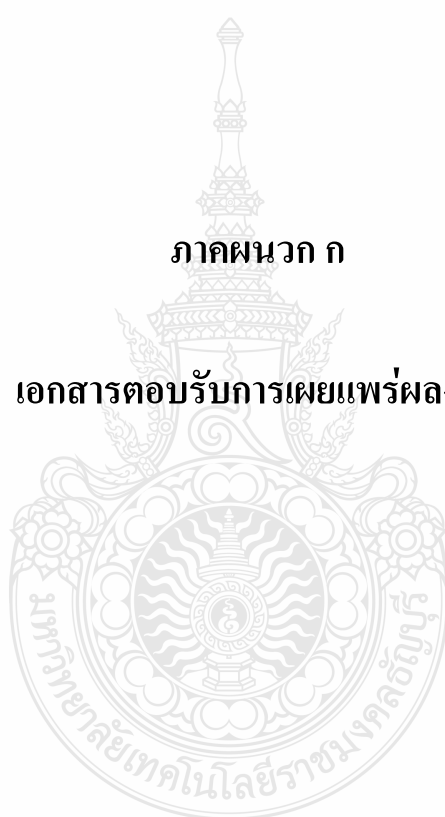 ภาคผนวก ก
เอกสารตอบรับการเผยแพร่ผล
มหาวิทยาลัยเทคโนโลยีราชมงคลธัญบุรี